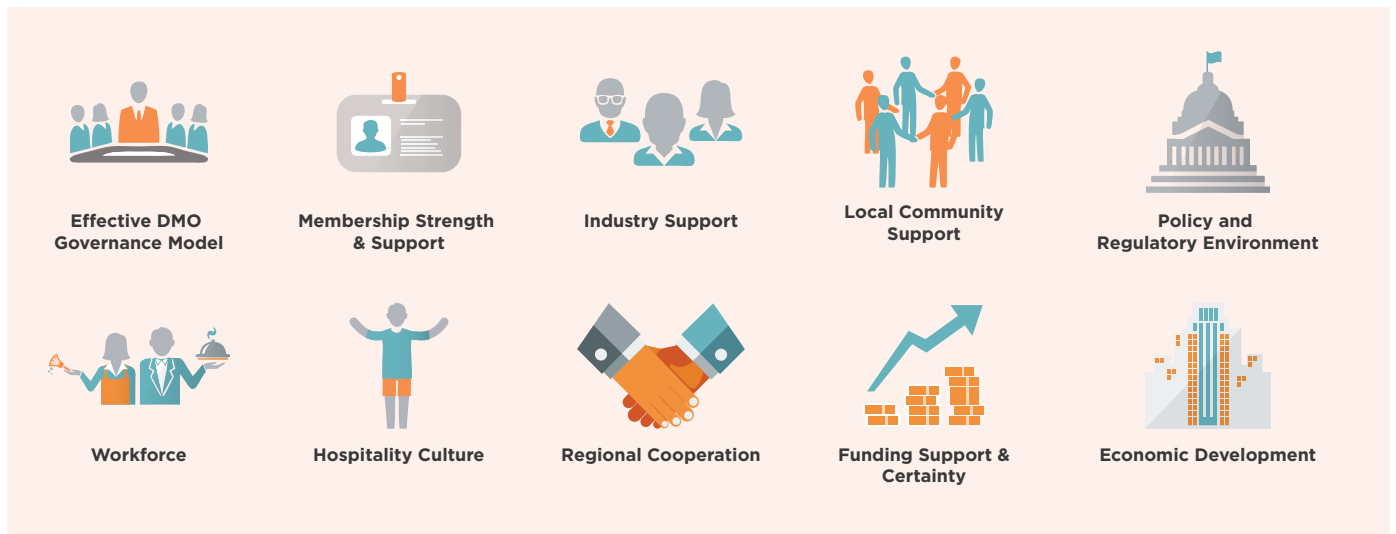 Effective DMO
Governance Model
Membership Strength
& Support
Industry Support
Local Community
Support
Policy and
Regulatory Environment
Workforce
Hospitality Culture
Regional Cooperation
Funding Support &
Certainty
Economic Development